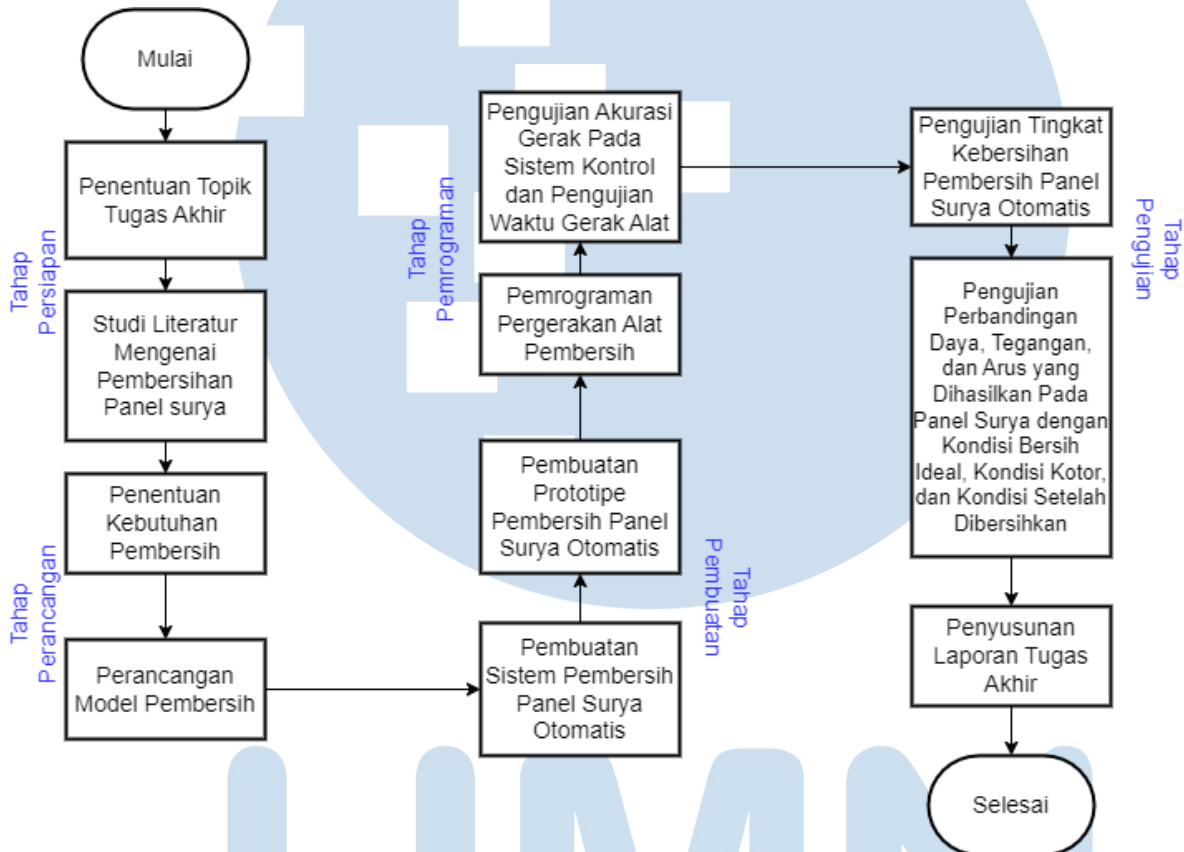 Mulai
Penentuan Topik
Tugas Akhir
Tahap
Persiapan
Studi Literatur
Mengenai
Pembersihan
Panel surya
Penentuan
Kebutuhan
Pembersih
Tahap
Perancangan
Perancangan
Model Pembersih
Pembuatan
Sistem Pembersih
Panel Surya
Otomatis
Tahap
Pembuatan
Pembuatan
Prototipe
Pembersih Panel
Surya Otomatis
Pemrograman
Pergerakan Alat
Pembersih
Tahap
Pemrograman
Pengujian Akurasi
Gerak Pada
Sistem Kontrol
dan Pengujian
Waktu Gerak Alat
Pengujian Tingkat
Kebersihan
Pembersih Panel
Surya Otomatis
Tahap
Pengujian
Pengujian
Perbandingan
Daya, Tegangan,
dan Arus yang
Dihasilkan Pada
Panel Surya dengan
Kondisi Bersih
Ideal, Kondisi Kotor,
dan Kondisi Setelah
Dibersihkan
Penyusunan
Laporan Tugas
Akhir
Selesai
UMN